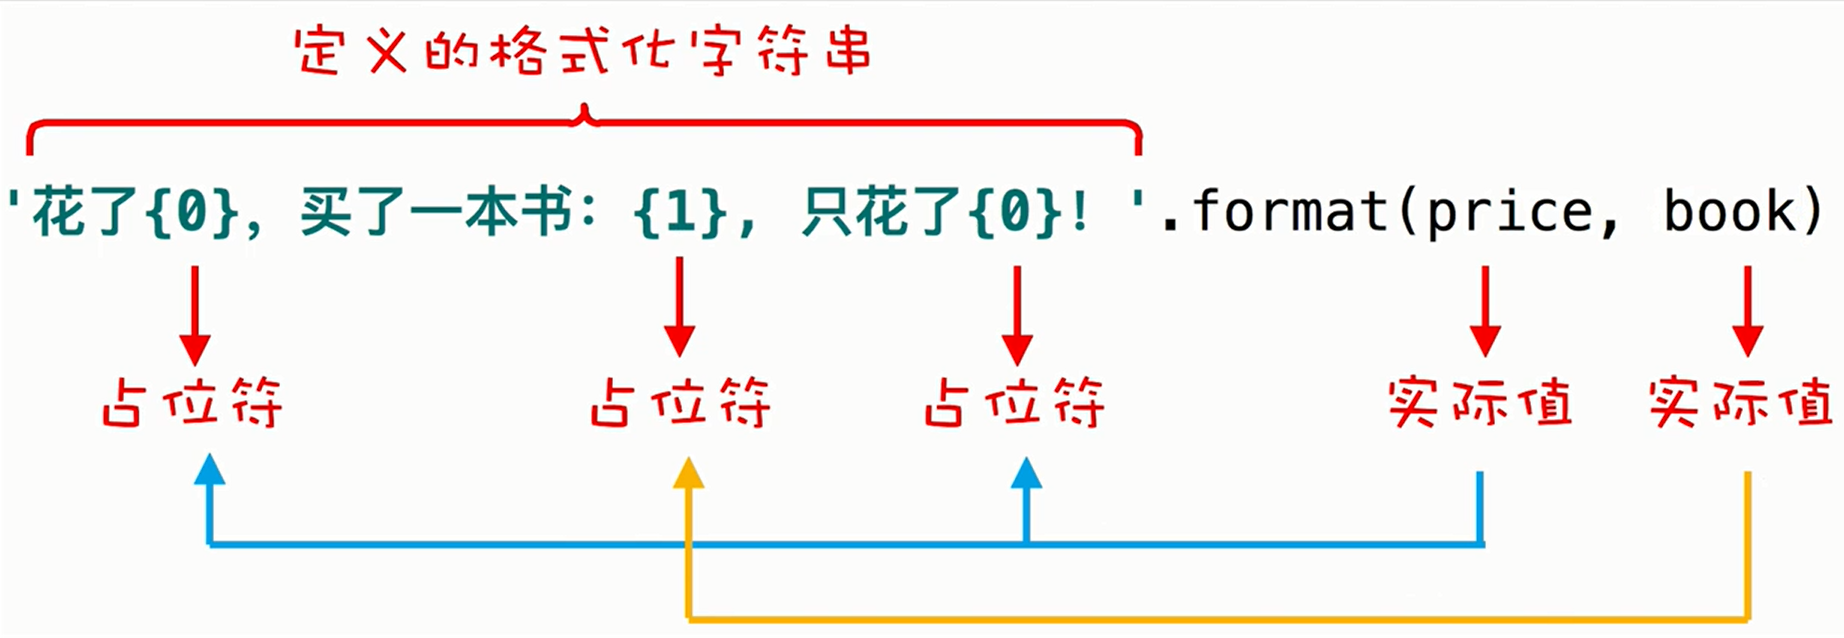 定义的格式化字符串
'花了{0}，买了一本书：{1}, 只花了{0}！'.format(price, book)
占位符 占位符 占位符 实际值 实际值